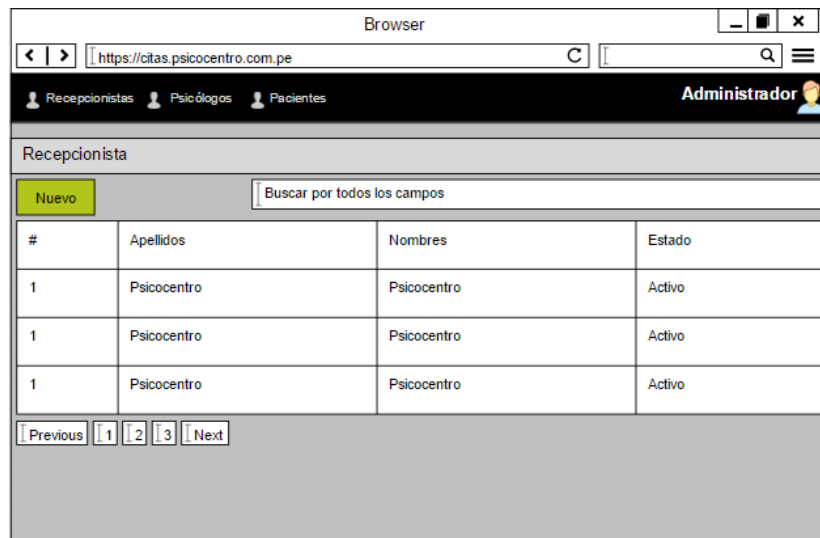 Browser
https://citas.psicocentro.com.pe
Recepcionistas Psicólogos Pacientes Administrador
Recepcionista
Nuevo Buscar por todos los campos
# Apellidos Nombres Estado
1 Psicocentro Psicocentro Activo
1 Psicocentro Psicocentro Activo
1 Psicocentro Psicocentro Activo
Previous 1 2 3 Next